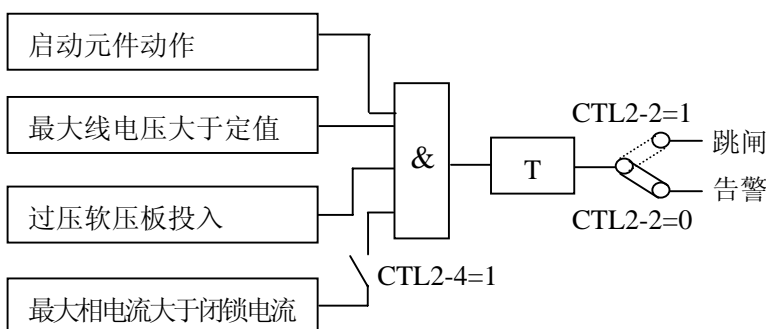 启动元件动作
最大线电压大于定值
过压软压板投入
最大相电流大于闭锁电流
&
CTL2-4=1
T
CTL2-2=1
跳闸
告警
CTL2-2=0